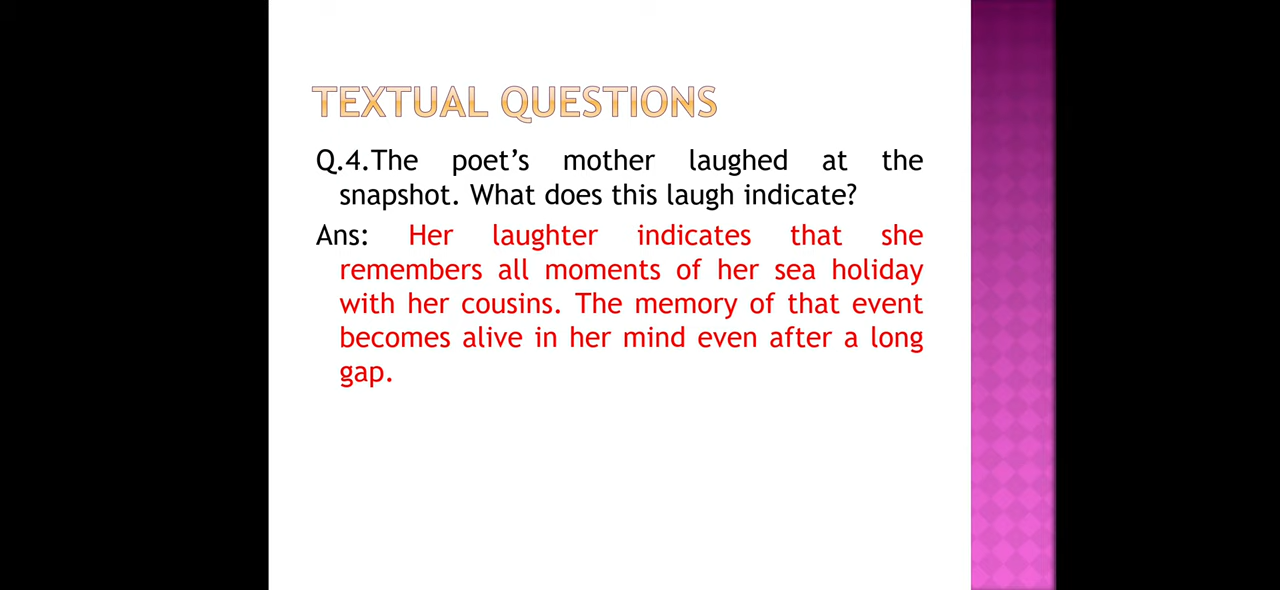 TEXTUAL QUESTIONS
Q.4.The poet’s mother laughed at the
snapshot. What does this laugh indicate?
Ans: Her laughter indicates that she
remembers all moments of her sea holiday
with her cousins. The memory of that event
becomes alive in her mind even after a long
gap.